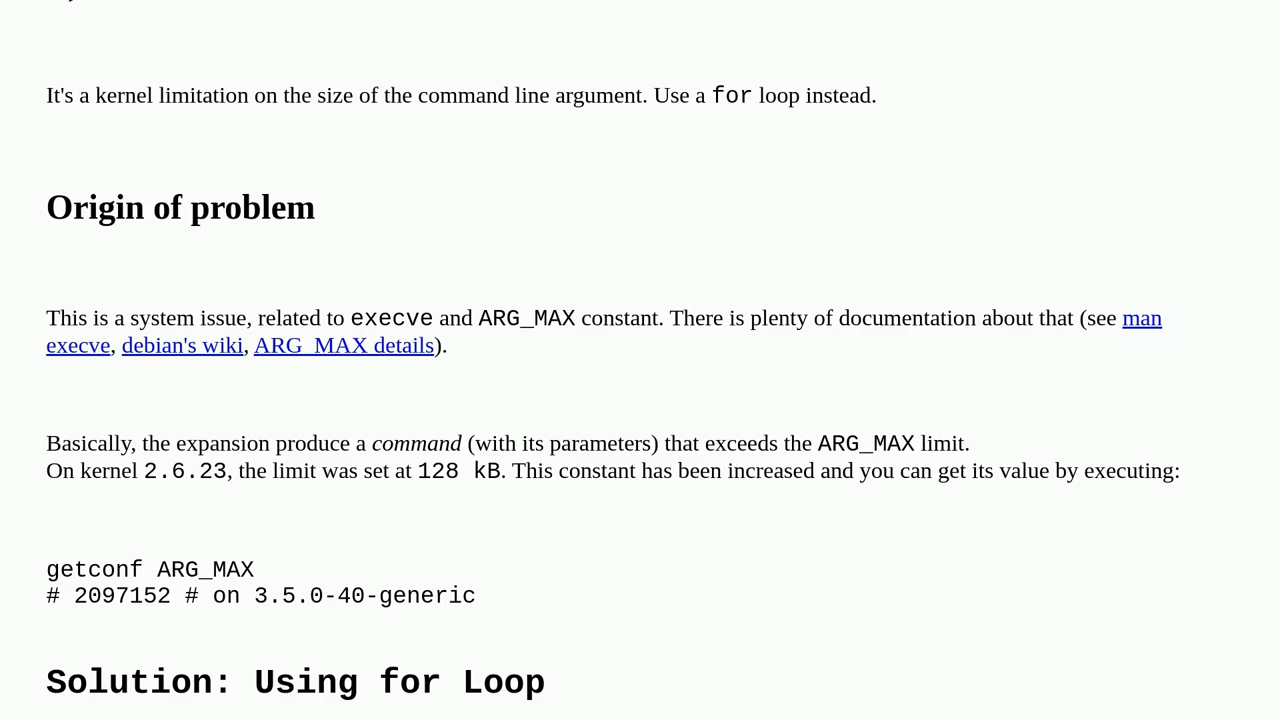 It's a kernel limitation on the size of the command line argument. Use a for loop instead.
Origin of problem
This is a system issue, related to execve and ARG_MAX constant. There is plenty of documentation about that (see man
execve, debian's wiki, ARG_MAX details).
Basically, the expansion produce a command (with its parameters) that exceeds the ARG_MAX limit.
On kernel 2.6.23, the limit was set at 128 kB. This constant has been increased and you can get its value by executing:
getconf ARG_MAX
# 2097152 # on 3.5.0-40-generic
Solution: Using for Loop